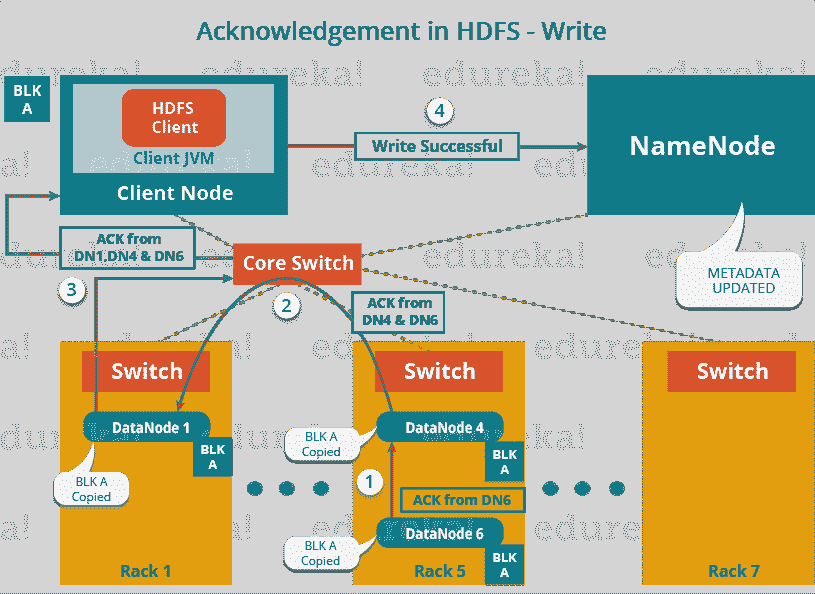 Acknowledgement in HDFS - Write
edureka!
edureka!
edureka!
edureka!
BLK
A
HDFS
Client
Client JVM
Client Node
4
Write Successful
NameNode
ACK from
DN1,DN4 & DN6
Core Switch
METADATA
UPDATED
3
2
ACK from
DN4 & DN6
Switch
Switch
Switch
DataNode 1
BLK
A
BLK A
Copied
DataNode 4
BLK A
Copied
BLK
A
1
ACK from DN6
DataNode 6
BLK A
Copied
BLK
A
Rack 1
Rack 5
Rack 7